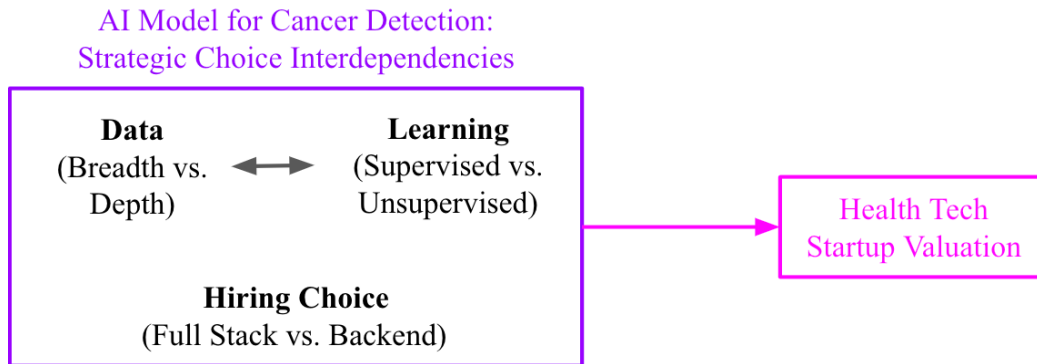 AI Model for Cancer Detection:
Strategic Choice Interdependencies
Data
(Breadth vs.
Depth)
Learning
(Supervised vs.
Unsupervised)
Hiring Choice
(Full Stack vs. Backend)
Health Tech
Startup Valuation